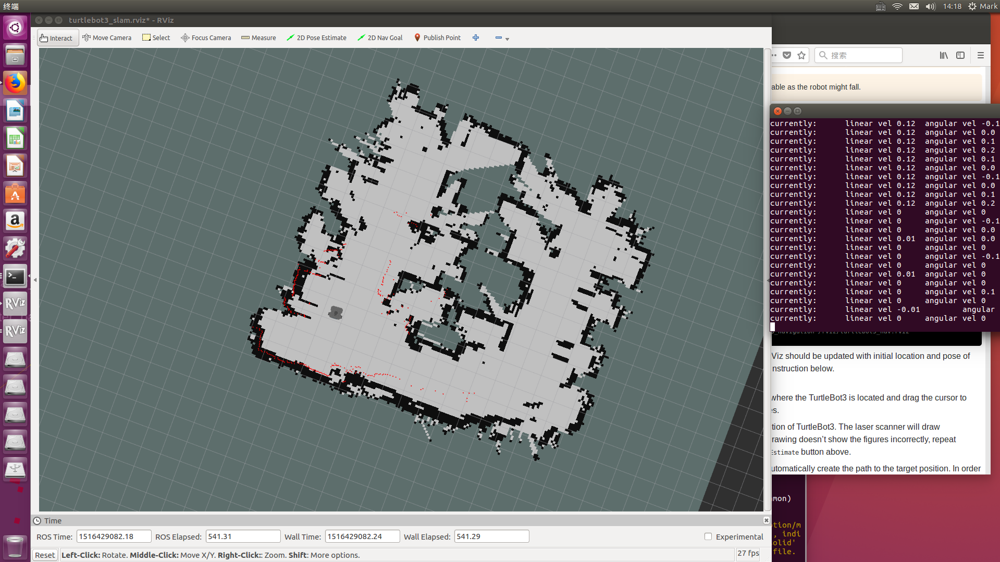 终端
14:18
Mark
turtlebot3_slam.rviz* - RViz
Interact
Move Camera
Select
Focus Camera
Measure
2D Pose Estimate
2D Nav Goal
Publish Point
搜索
able as the robot might fall.
currently: linear vel 0.12 angular vel -0.1
currently: linear vel 0.12 angular vel 0.0
currently: linear vel 0.12 angular vel 0.1
currently: linear vel 0.12 angular vel 0.2
currently: linear vel 0.12 angular vel 0.1
currently: linear vel 0.12 angular vel 0.0
currently: linear vel 0.12 angular vel -0.1
currently: linear vel 0.12 angular vel 0.0
currently: linear vel 0.12 angular vel 0.1
currently: linear vel 0.12 angular vel 0.2
currently: linear vel 0 angular vel 0
currently: linear vel 0 angular vel -0.1
currently: linear vel 0 angular vel 0.0
currently: linear vel 0.01 angular vel 0.0
currently: linear vel 0 angular vel 0
currently: linear vel 0 angular vel -0.1
currently: linear vel 0 angular vel 0
currently: linear vel 0.01 angular vel 0
currently: linear vel 0 angular vel 0
currently: linear vel 0 angular vel 0.1
currently: linear vel 0 angular vel 0
currently: linear vel -0.01 angular
currently: linear vel 0 angular vel 0
Viz should be updated with initial location and pose of
nstruction below.
where the TurtleBot3 is located and drag the cursor to
es.
tion of TurtleBot3. The laser scanner will draw
rawing doesn’t show the figures incorrectly, repeat
Estimate button above.
utomatically create the path to the target position. In order
mon)
tion/m
, indi
olid'
file.
RViz
RViz
Time
ROS Time: 1516429082.18
ROS Elapsed: 541.31
Wall Time: 1516429082.24
Wall Elapsed: 541.29
Experimental
Reset
Left-Click: Rotate. Middle-Click: Move X/Y. Right-Click:: Zoom. Shift: More options.
27 fps